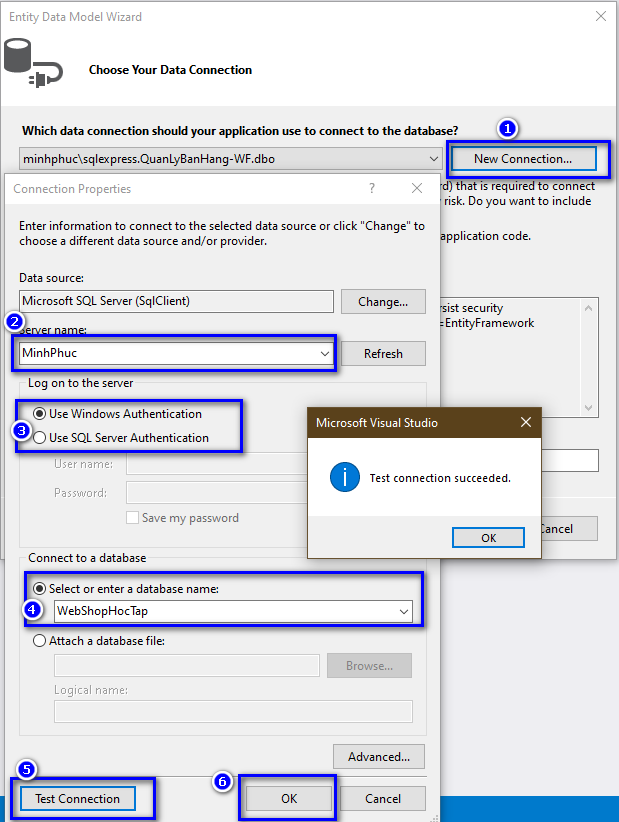 Entity Data Model Wizard
Choose Your Data Connection
Which data connection should your application use to connect to the database?
1
minhphuc\sqlexpress.QuanLyBanHang-WF.dbo
New Connection...
Connection Properties
?
rd) that is required to connect
risk. Do you want to include
application code.
Enter information to connect to the selected data source or click "Change" to
choose a different data source and/or provider.
Data source:
Microsoft SQL Server (SqlClient)
Change...
rsist security
=EntityFramework
2
Server name:
MinhPhuc
Refresh
Log on to the server
3
Use Windows Authentication
Use SQL Server Authentication
User name:
Password:
Save my password
Microsoft Visual Studio
i
Test connection succeeded.
OK
Cancel
Connect to a database
4
Select or enter a database name:
WebShopHocTap
Attach a database file:
Browse...
Logical name:
Advanced...
5
Test Connection
6
OK
Cancel